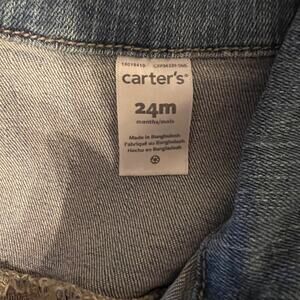 carter's
24m
months/mois
Made in Bangladesh
Fabriqué au Bangladesh
Hecho en Bangladesh